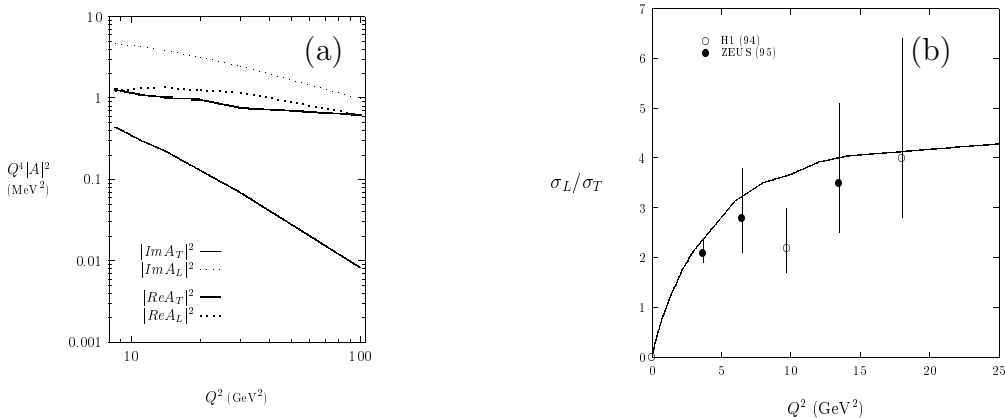 (a)
10
1
0.1
0.01
0.001
Q⁴|A|²
(MeV²)
|ImA_T|²
|ImA_L|²
|ReA_T|²
|ReA_L|²
10
100
Q² (GeV²)
(b)
7
6
5
4
3
2
1
0
H1 (94)
ZEUS (95)
σ_L/σ_T
0
5
10
15
20
25
Q² (GeV²)